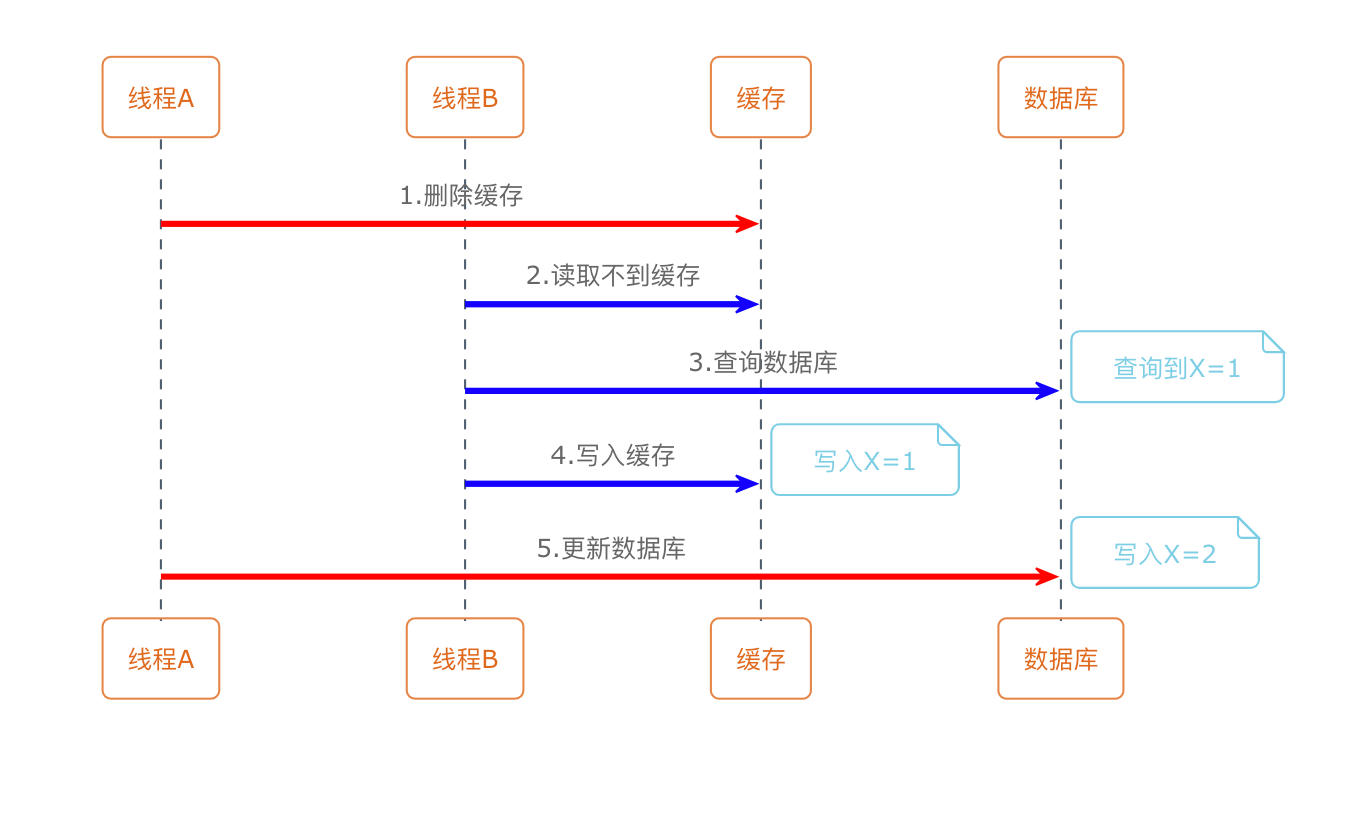 线程A
线程B
缓存
数据库
1.删除缓存
2.读取不到缓存
3.查询数据库
查询到X=1
4.写入缓存
写入X=1
5.更新数据库
写入X=2
线程A
线程B
缓存
数据库